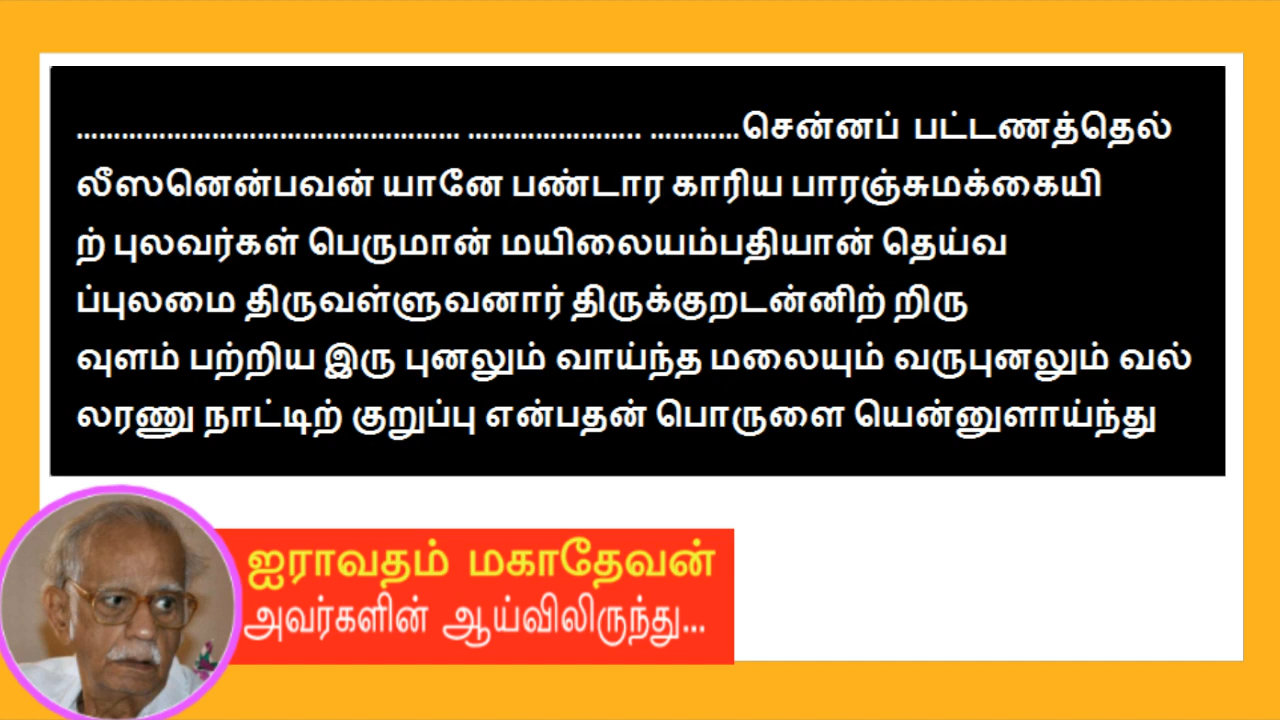 ................................................ ...................... ............சென்னப் பட்டணத்தெல்
லீஸனென்பவன் யானே பண்டார காரிய பாரஞ்சுமக்கையி
ற் புலவர்கள் பெருமான் மயிலையம்பதியான் தெய்வ
ப்புலமை திருவள்ளுவனார் திருக்குறடன்னிற் றிரு
வுளம் பற்றிய இரு புனலும் வாய்ந்த மலையும் வருபுனலும் வல்
லரணு நாட்டிற் குறுப்பு என்பதன் பொருளை யென்னுளாய்ந்து
ஐராவதம் மகாதேவன்
அவர்களின் ஆய்விலிருந்து...